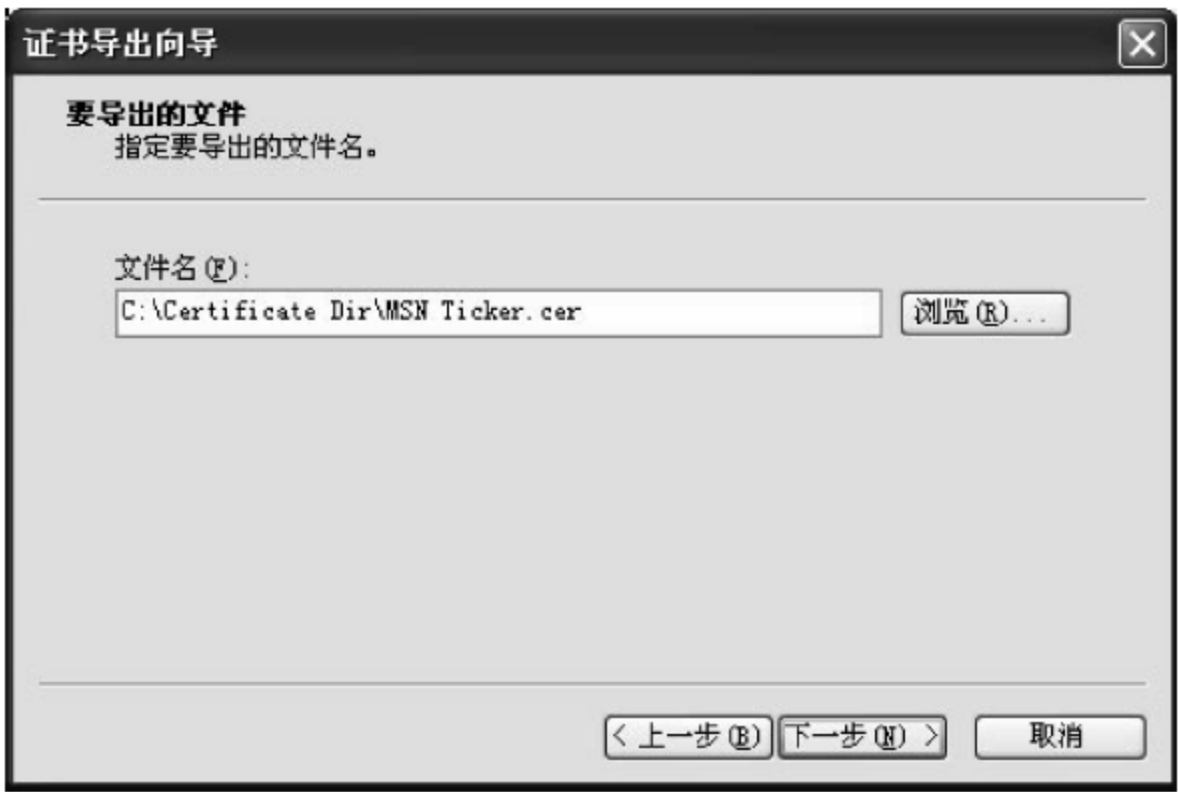 证书导出向导
要导出的文件
指定要导出的文件名。
文件名(F):
C:\Certificate Dir\MSN Ticker.cer
浏览(R)...
< 上一步(B)
下一步(N) >
取消